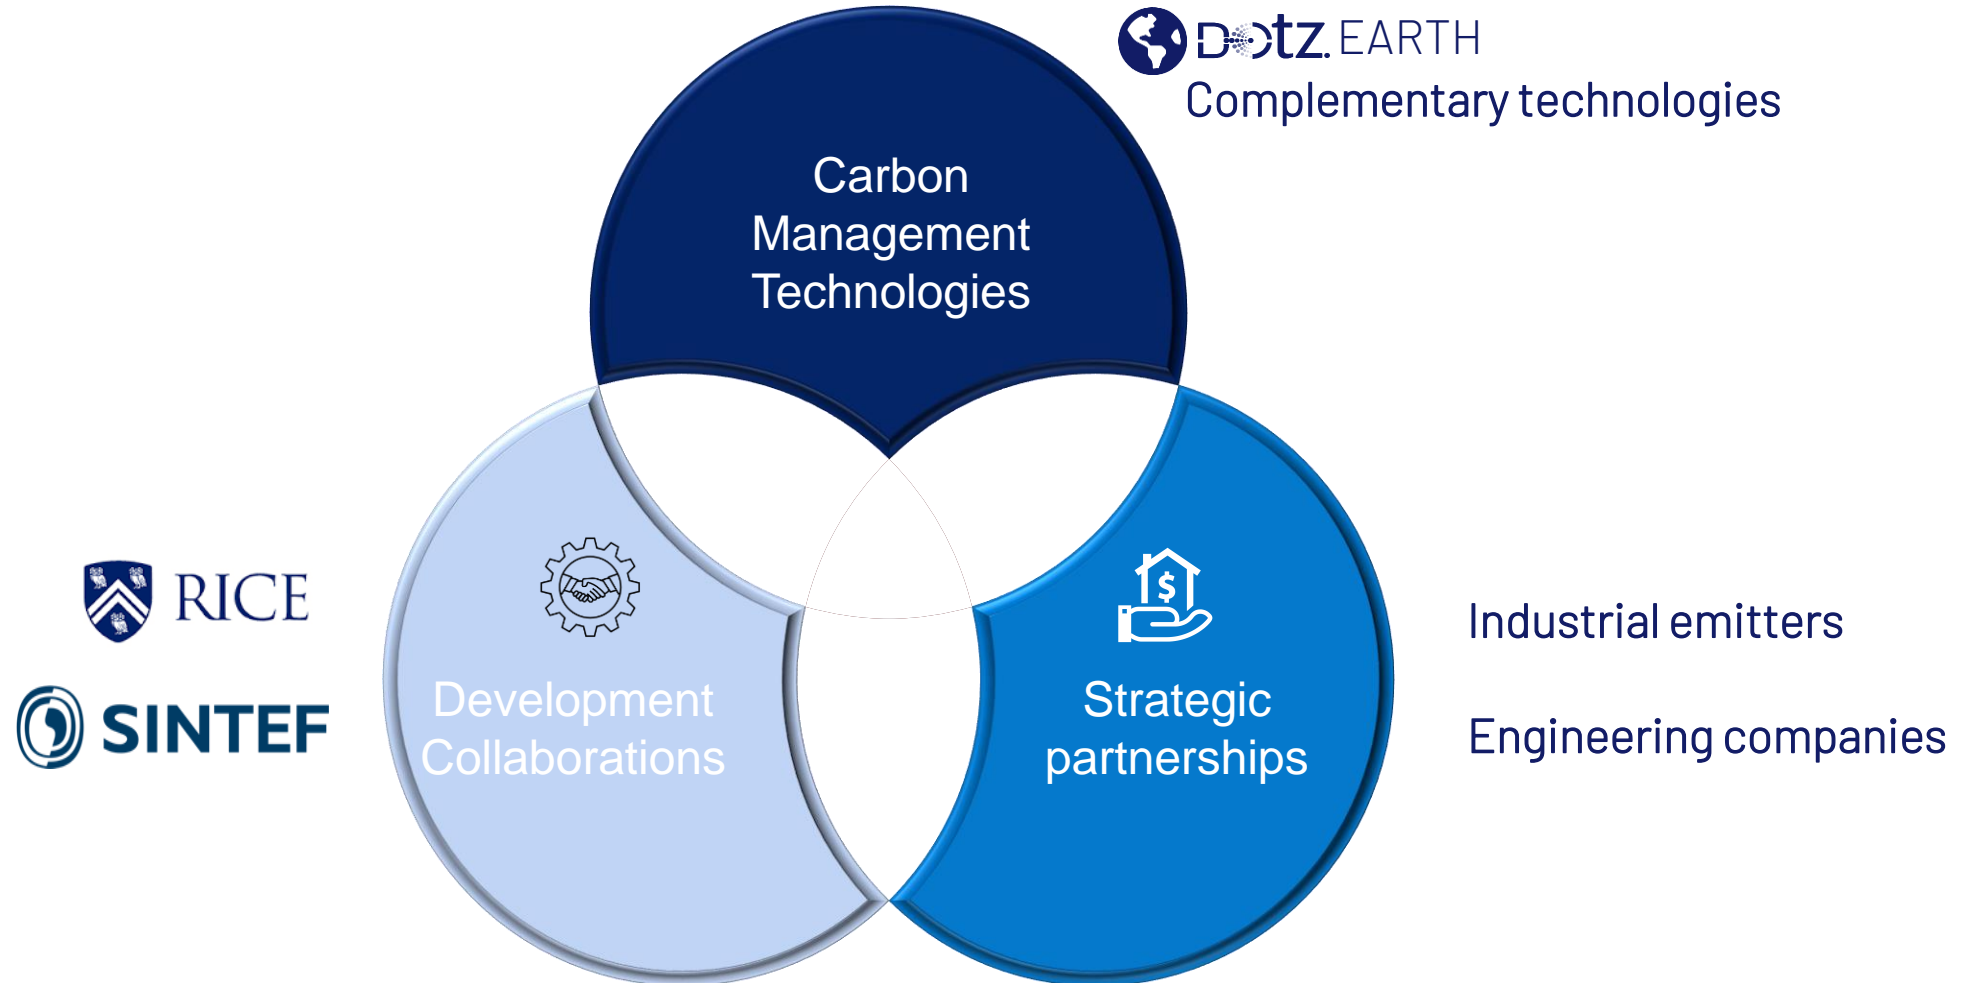 Dotz. EARTH
Complementary technologies
Carbon
Management
Technologies
RICE
SINTEF
$
Development
Collaborations
$
Strategic
partnerships
Industrial emitters
Engineering companies